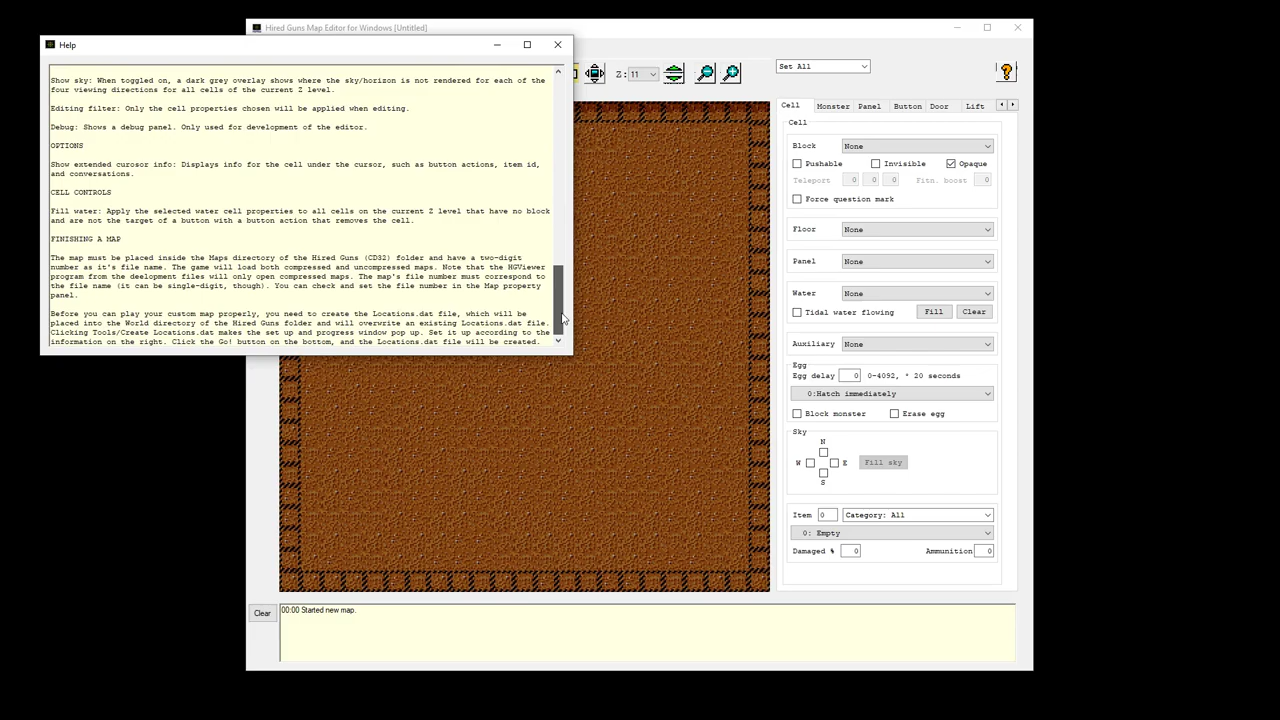 Hired Guns Map Editor for Windows [Untitled]
Help
Show sky: When toggled on, a dark grey overlay shows where the sky/horizon is not rendered for each of the
four viewing directions for all cells of the current Z level.
Editing filter: Only the cell properties chosen will be applied when editing.
Debug: Shows a debug panel. Only used for development of the editor.
OPTIONS
Show extended curosor info: Displays info for the cell under the cursor, such as button actions, item id,
and conversations.
CELL CONTROLS
Fill water: Apply the selected water cell properties to all cells on the current Z level that have no block
and are not the target of a button with a button action that removes the cell.
FINISHING A MAP
The map must be placed inside the Maps directory of the Hired Guns (CD32) folder and have a two-digit
number as it's file name. The game will load both compressed and uncompressed maps. Note that the HGViewer
program from the deelopment files will only open compressed maps. The map's file number must correspond to
the file name (it can be single-digit, though). You can check and set the file number in the Map property
panel.
Before you can play your custom map properly, you need to create the Locations.dat file, which will be
placed into the World directory of the Hired Guns folder and will overwrite an existing Locations.dat file.
Clicking Tools/Create Locations.dat makes the set up and progress window pop up. Set it up according to the
information on the right. Click the Go! button on the bottom, and the Locations.dat file will be created.
Z: 11
Set All
?
Cell Monster Panel Button Door Lift
Cell
Block None
Pushable Invisible Opaque
Teleport 0 0 0 Fitn. boost 0
Force question mark
Floor None
Panel None
Water None
Tidal water flowing Fill Clear
Auxiliary None
Egg
Egg delay 0 0-4092, * 20 seconds
0:Hatch immediately
Block monster Erase egg
Sky
N
W E Fill sky
S
Item 0 Category: All
0: Empty
Damaged % 0 Ammunition 0
Clear
00:00 Started new map.